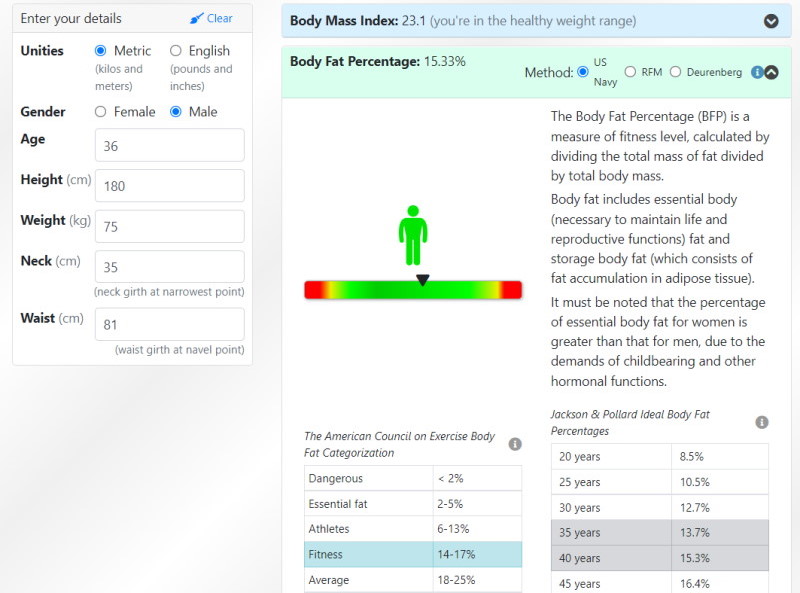 Enter your details
Clear
Unities
Metric
(kilos and
meters)
English
(pounds and
inches)
Gender
Female
Male
Age
36
Height (cm)
180
Weight (kg)
75
Neck (cm)
35
(neck girth at narrowest point)
Waist (cm)
81
(waist girth at navel point)
Body Mass Index: 23.1 (you're in the healthy weight range)
Body Fat Percentage: 15.33%
Method:
US
Navy
RFM
Deurenberg
The Body Fat Percentage (BFP) is a
measure of fitness level, calculated by
dividing the total mass of fat divided
by total body mass.
Body fat includes essential body
(necessary to maintain life and
reproductive functions) fat and
storage body fat (which consists of
fat accumulation in adipose tissue).
It must be noted that the percentage
of essential body fat for women is
greater than that for men, due to the
demands of childbearing and other
hormonal functions.
The American Council on Exercise Body
Fat Categorization
Dangerous < 2%
Essential fat 2-5%
Athletes 6-13%
Fitness 14-17%
Average 18-25%
Jackson & Pollard Ideal Body Fat
Percentages
20 years 8.5%
25 years 10.5%
30 years 12.7%
35 years 13.7%
40 years 15.3%
45 years 16.4%